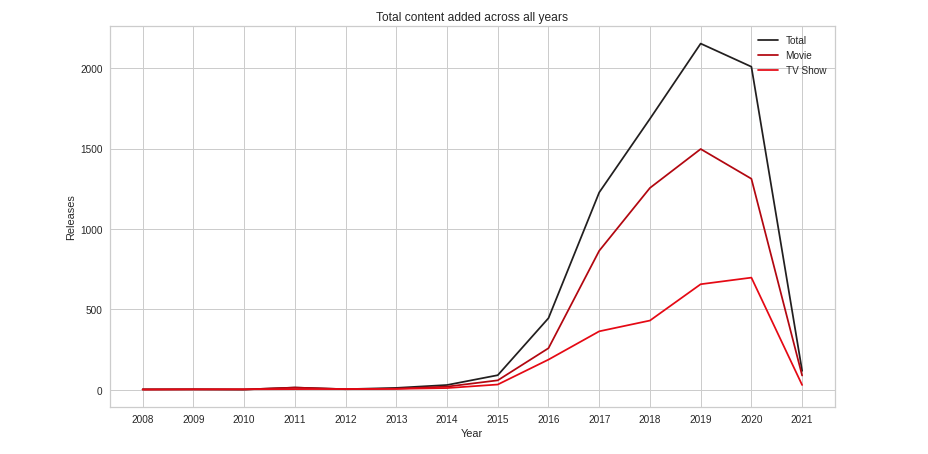 Total content added across all years
Total
Movie
TV Show
2000
1500
1000
500
0
Releases
2008 2009 2010 2011 2012 2013 2014 2015 2016 2017 2018 2019 2020 2021
Year